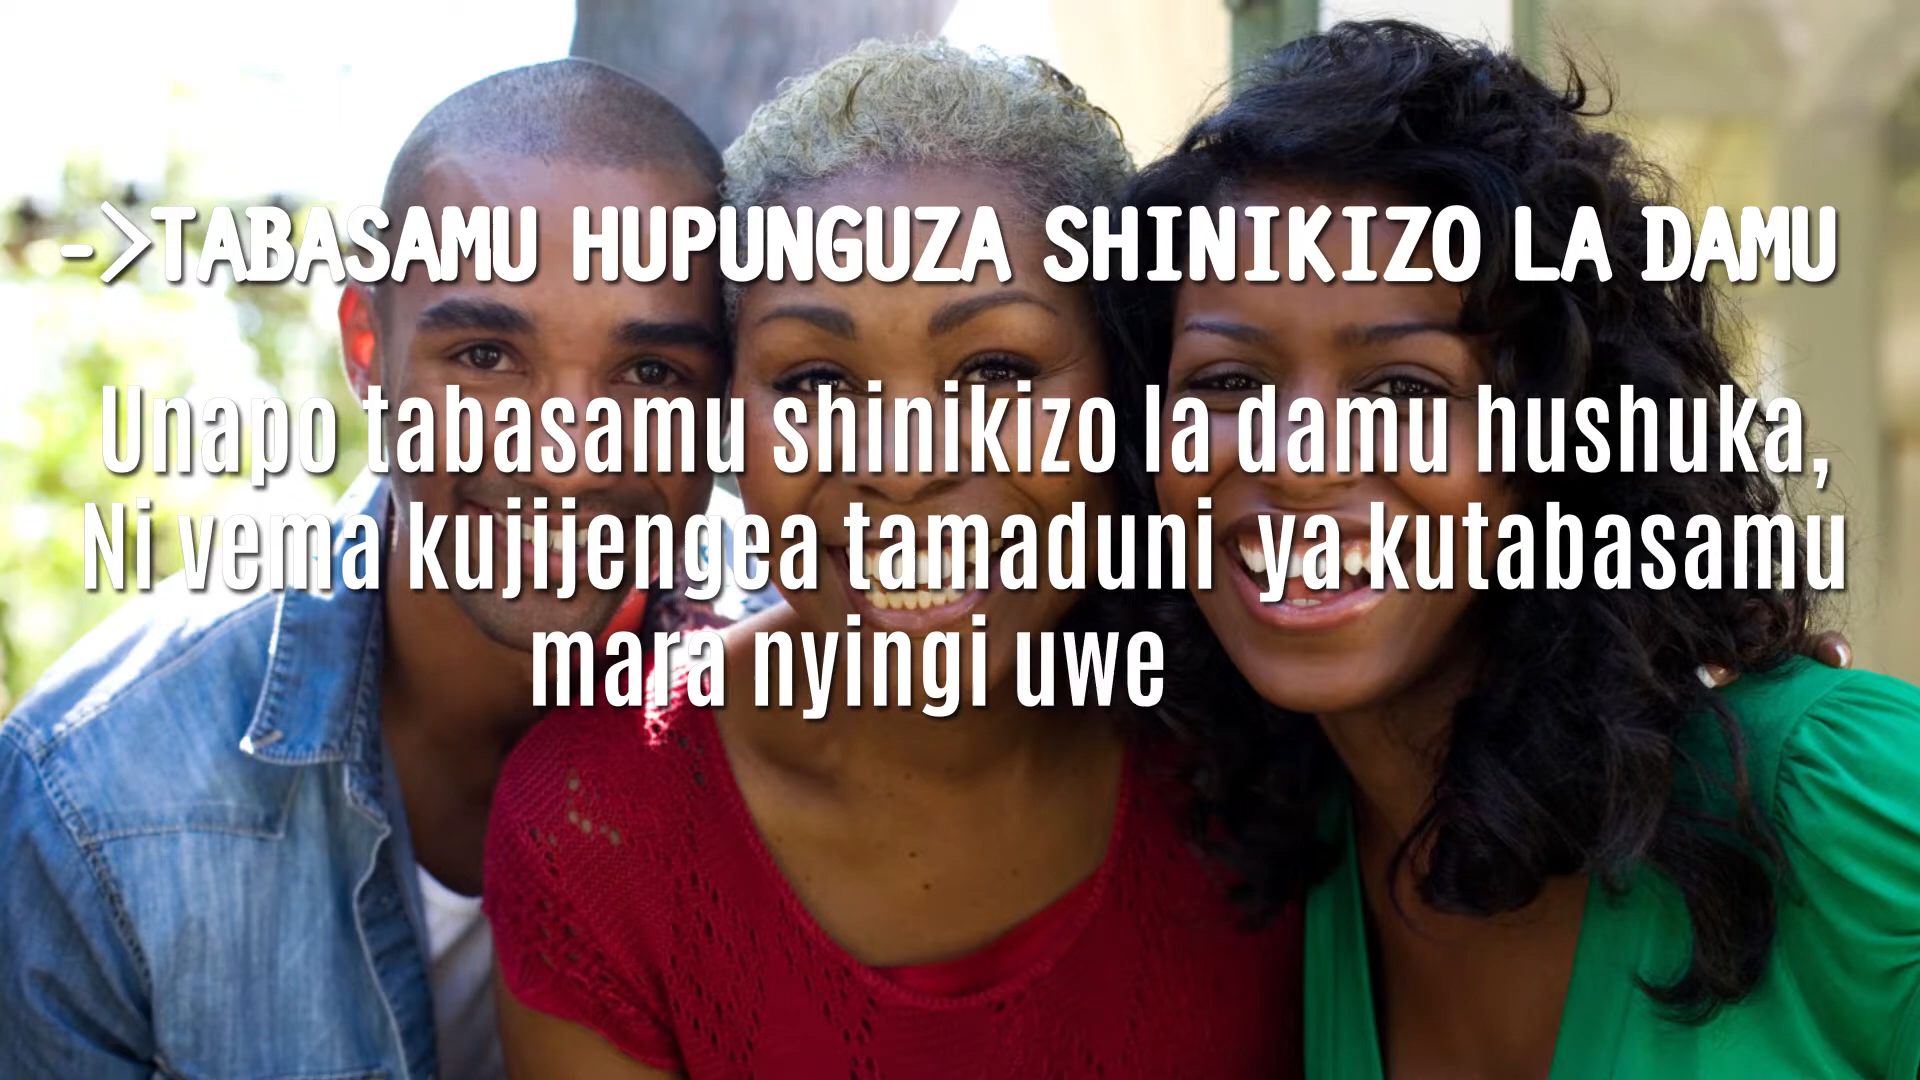 ->TABASAMU HUPUNGUZA SHINIKIZO LA DAMU
Unapo tabasamu shinikizo la damu hushuka,
Ni vema kujijengea tamaduni ya kutabasamu
mara nyingi uwe